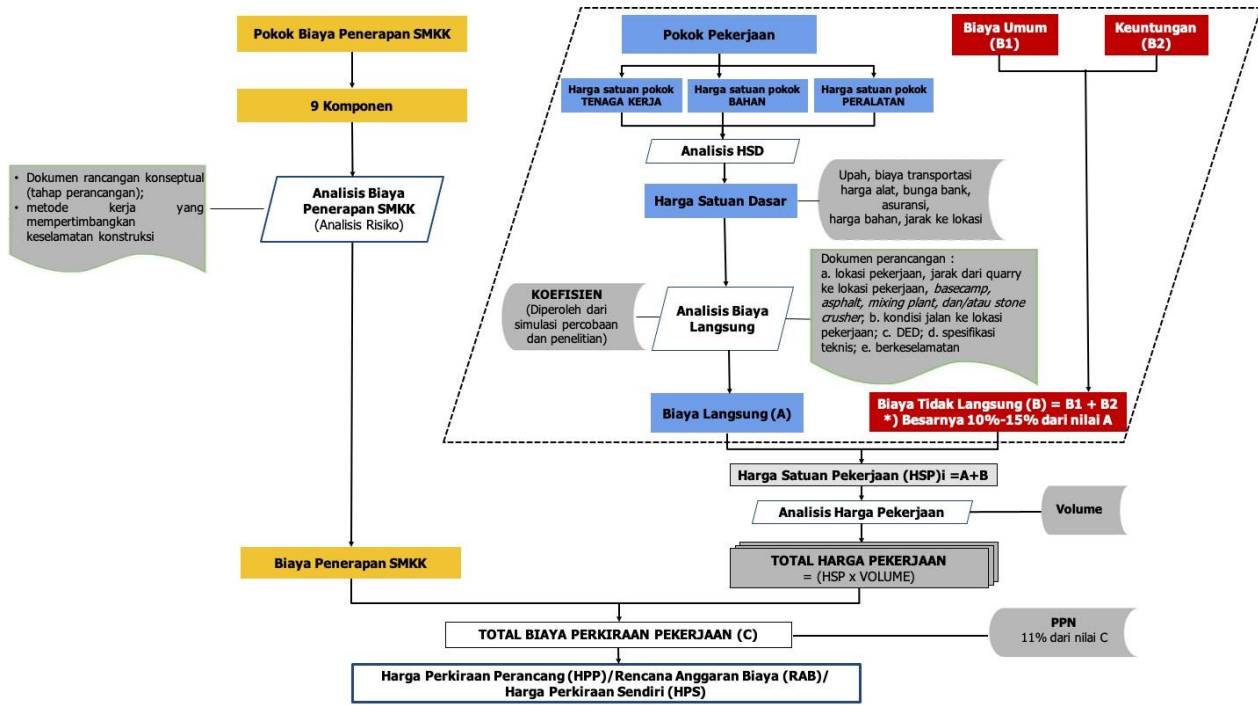 Pokok Biaya Penerapan SMKK
9 Komponen
• Dokumen rancangan konseptual
(tahap perancangan);
• metode kerja yang
mempertimbangkan
keselamatan konstruksi
Analisis Biaya
Penerapan SMKK
(Analisis Risiko)
Biaya Penerapan SMKK
Pokok Pekerjaan
Harga satuan pokok
TENAGA KERJA
Harga satuan pokok
BAHAN
Harga satuan pokok
PERALATAN
Analisis HSD
Harga Satuan Dasar
Upah, biaya transportasi
harga alat, bunga bank,
asuransi,
harga bahan, jarak ke lokasi
KOEFISIEN
(Diperoleh dari
simulasi percobaan
dan penelitian)
Analisis Biaya
Langsung
Dokumen perancangan :
a. lokasi pekerjaan, jarak dari quarry
ke lokasi pekerjaan, basecamp,
asphalt, mixing plant, dan/atau stone
crusher; b. kondisi jalan ke lokasi
pekerjaan; c. DED; d. spesifikasi
teknis; e. berkeselamatan
Biaya Langsung (A)
Biaya Umum
(B1)
Keuntungan
(B2)
Biaya Tidak Langsung (B) = B1 + B2
*) Besarnya 10%-15% dari nilai A
Harga Satuan Pekerjaan (HSP)i =A+B
Analisis Harga Pekerjaan
Volume
TOTAL HARGA PEKERJAAN
= (HSP x VOLUME)
TOTAL BIAYA PERKIRAAN PEKERJAAN (C)
PPN
11% dari nilai C
Harga Perkiraan Perancang (HPP)/Rencana Anggaran Biaya (RAB)/
Harga Perkiraan Sendiri (HPS)